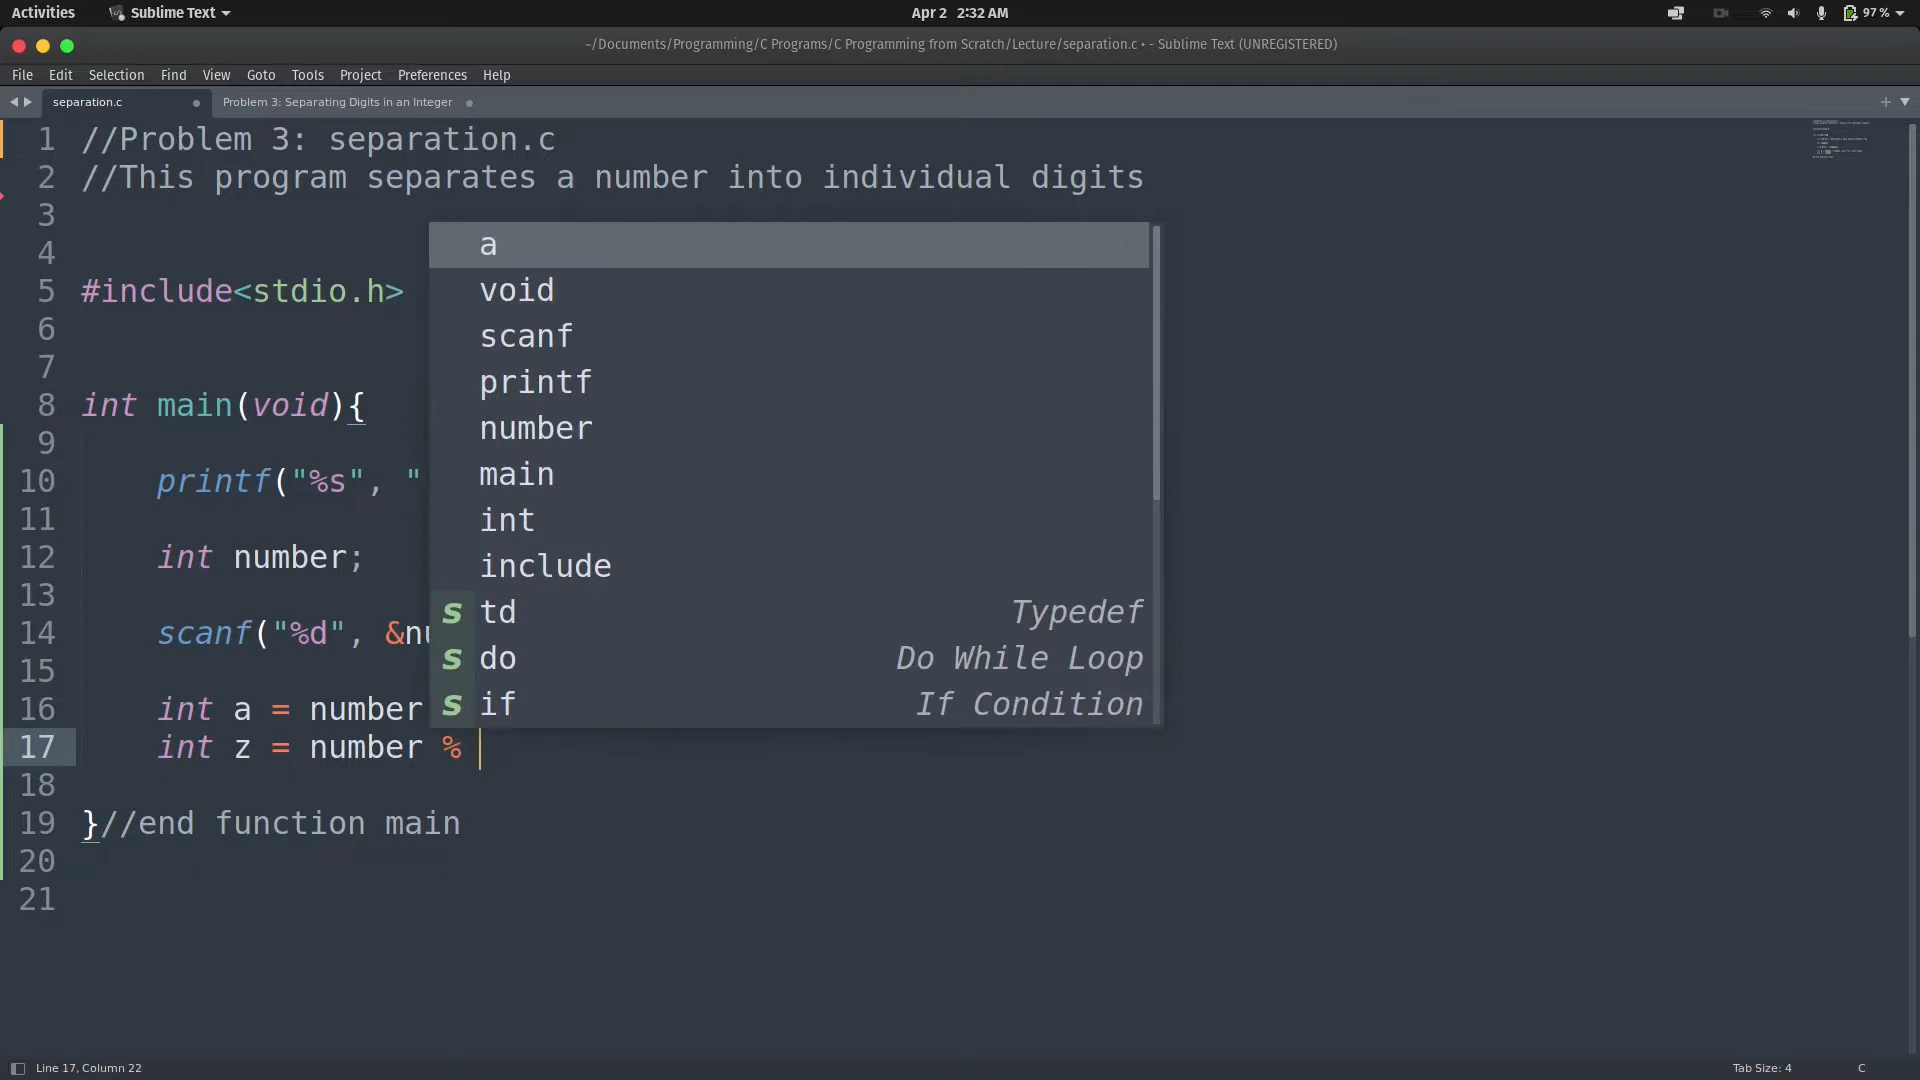 Activities Sublime Text Apr 2 2:32 AM 97 %
~/Documents/Programming/C Programs/C Programming from Scratch/Lecture/separation.c • - Sublime Text (UNREGISTERED)
File Edit Selection Find View Goto Tools Project Preferences Help
separation.c Problem 3: Separating Digits in an Integer
1 //Problem 3: separation.c
2 //This program separates a number into individual digits
3
4 a
5 #include<stdio.h> void
6 scanf
7 printf
8 int main(void){ number
9 main
10 printf("%s", "
11 int
12 int number; include
13 td Typedef
14 scanf("%d", &nu
15 do Do While Loop
16 int a = number if If Condition
17 int z = number %
18
19 }//end function main
20
21
Line 17, Column 22 Tab Size: 4 C